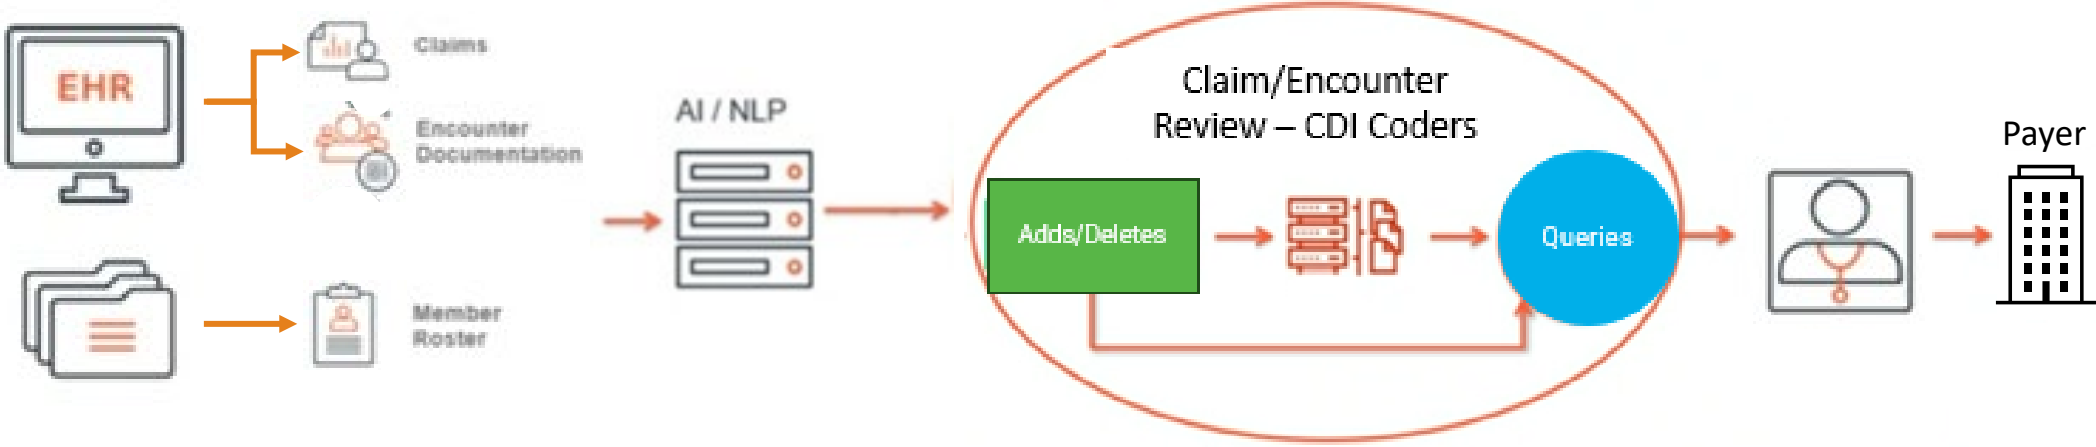 EHR
Claims
Encounter
Documentation
Member
Roster
AI / NLP
Claim/Encounter
Review – CDI Coders
Adds/Deletes
Queries
Payer